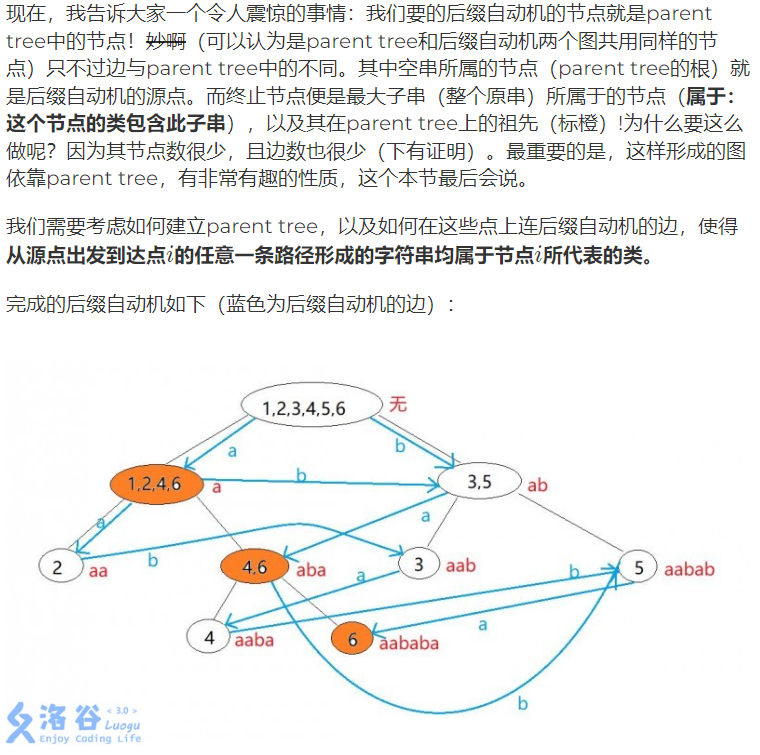 现在，我告诉大家一个令人震惊的事情：我们要的后缀自动机的节点就是parent
tree中的节点！妙啊（可以认为是parent tree和后缀自动机两个图共用同样的节
点）只不过边与parent tree中的不同。其中空串所属的节点（parent tree的根）就
是后缀自动机的源点。而终止节点便是最大子串（整个原串）所属于的节点（属于：
这个节点的类包含此子串），以及其在parent tree上的祖先（标橙）!为什么要这么
做呢？因为其节点数很少，且边数也很少（下有证明）。最重要的是，这样形成的图
依靠parent tree，有非常有趣的性质，这个本节最后会说。
我们需要考虑如何建立parent tree，以及如何在这些点上连后缀自动机的边，使得
从源点出发到达点i的任意一条路径形成的字符串均属于节点i所代表的类。
完成的后缀自动机如下（蓝色为后缀自动机的边）：
1,2,3,4,5,6 无
a b
1,2,4,6 a b 3,5 ab
a a
2 aa b 4,6 aba a 3 aab b 5 aabab
4 aaba 6 aababa a
b
洛谷 <3.0> Luogu
Enjoy Coding Life